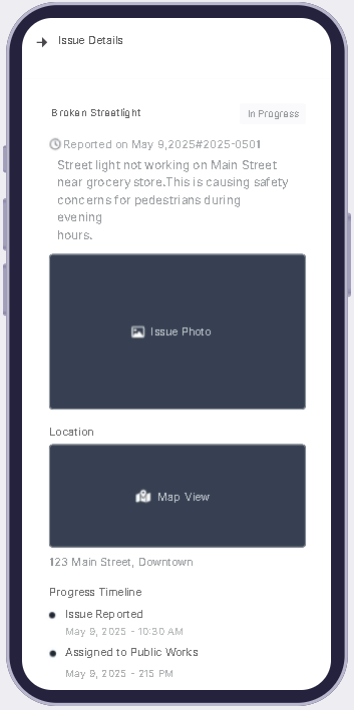 Issue Details
Broken Streetlight
In Progress
Reported on May 9,2025#2025-0501
Street light not working on Main Street
near grocery store.This is causing safety
concerns for pedestrians during
evening
hours.
Issue Photo
Location
Map View
123 Main Street, Downtown
Progress Timeline
Issue Reported
May 9, 2025 - 10:30 AM
Assigned to Public Works
May 9, 2025 - 215 PM